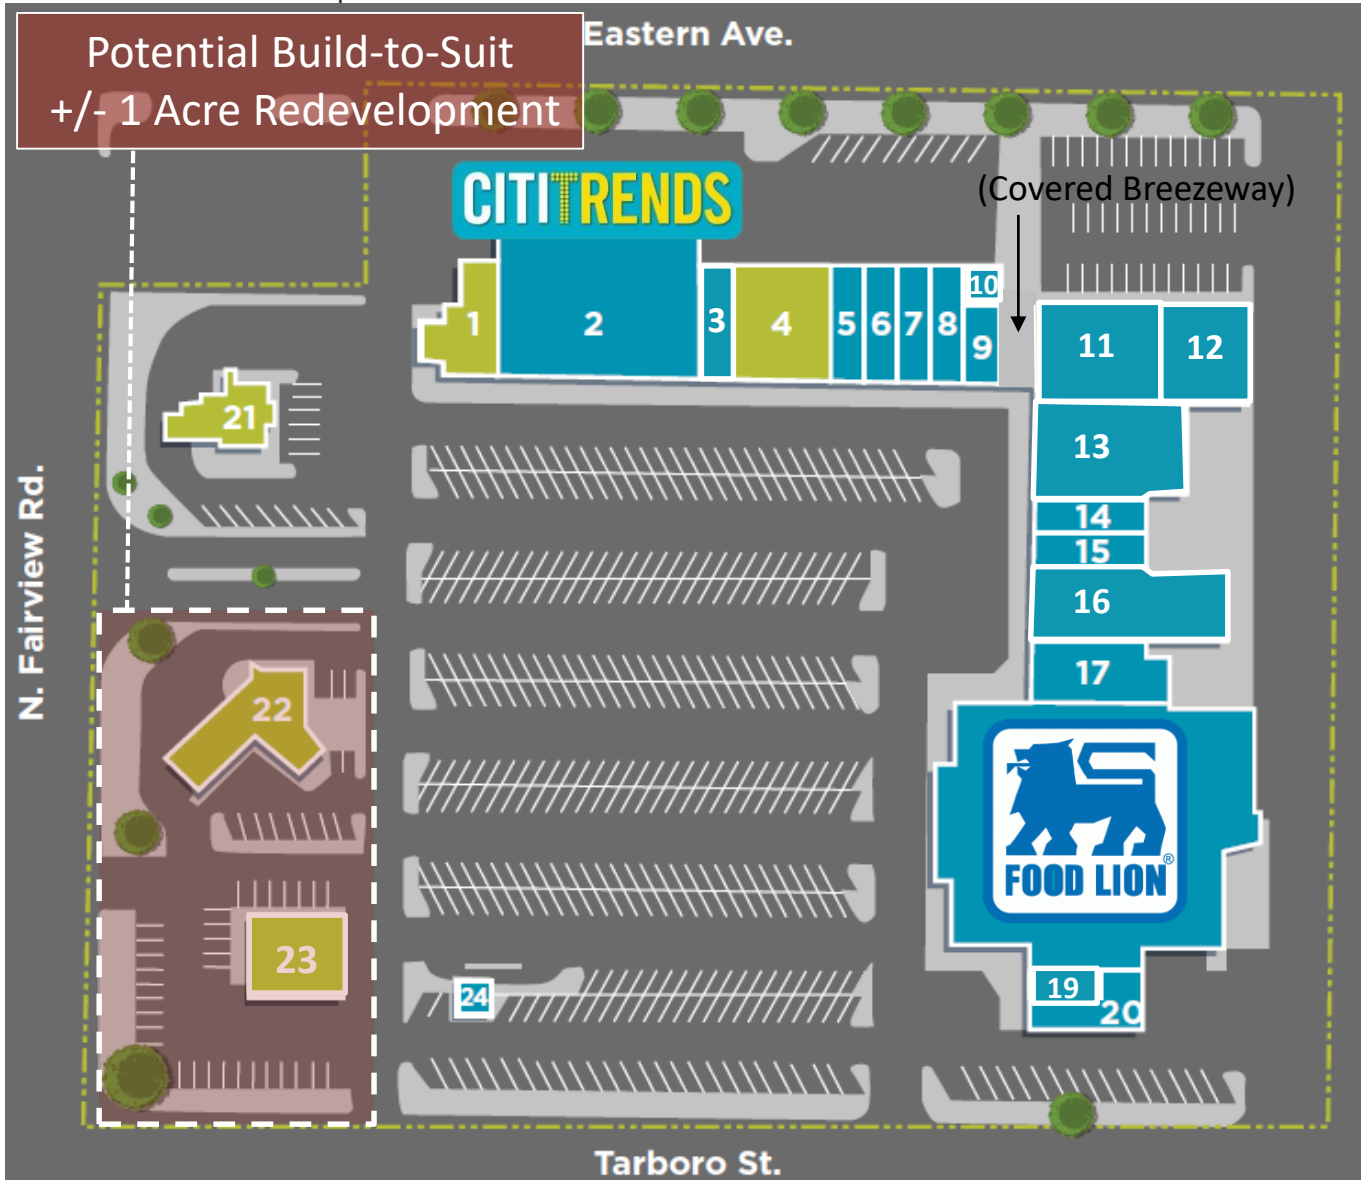 Potential Build-to-Suit
+/- 1 Acre Redevelopment
Eastern Ave.
CITITRENDS
(Covered Breezeway)
1
2
3
4
5
6
7
8
9
10
11
12
13
14
15
16
17
FOOD LION®
19
20
21
22
23
24
N. Fairview Rd.
Tarboro St.